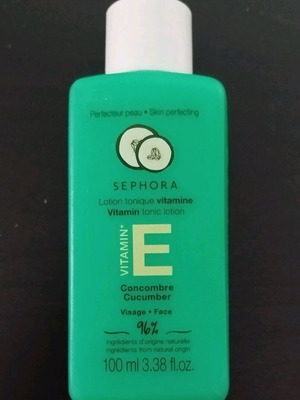 Perfecteur peau • Skin perfecting
SEPHORA
Lotion tonique vitamine
Vitamin tonic lotion
VITAMIN+
E
Concombre
Cucumber
Visage • Face
96%
ingrédients d'origine naturelle
ingredients from natural origin
100 ml 3.38 fl.oz.